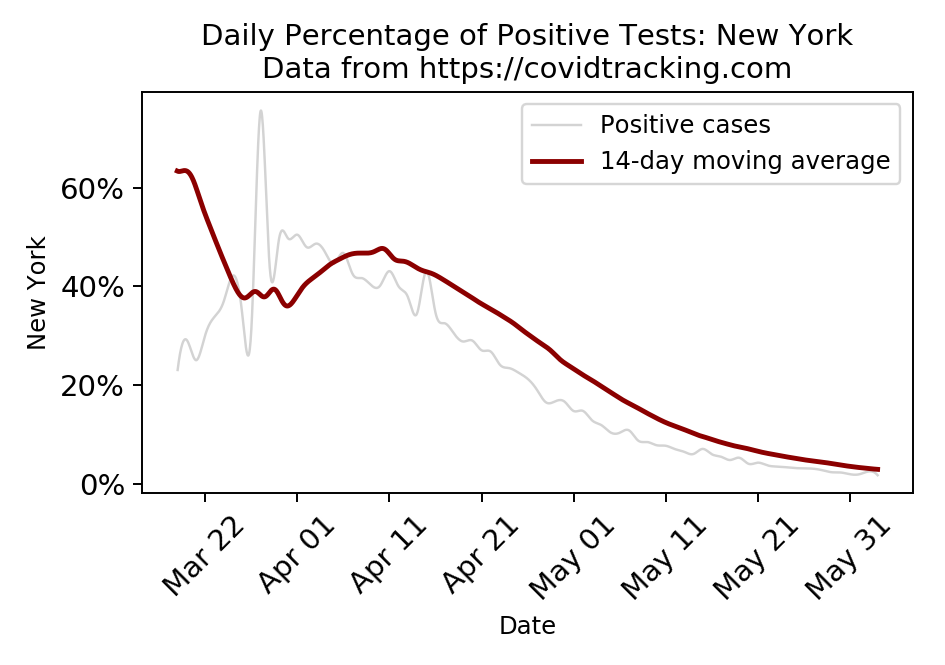 Daily Percentage of Positive Tests: New York
Data from https://covidtracking.com
Positive cases
14-day moving average
60%
40%
20%
0%
New York
Mar 22
Apr 01
Apr 11
Apr 21
May 01
May 11
May 21
May 31
Date